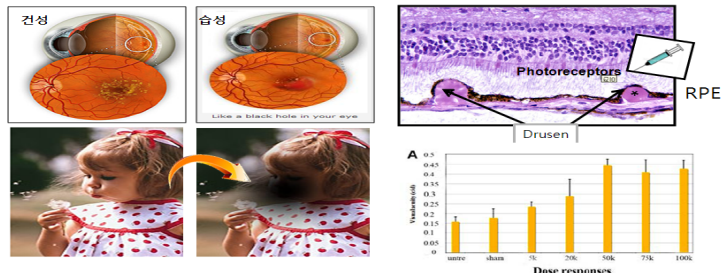 건성
습성
Like a black hole in your eye
Photoreceptors
RPE
Drusen
*
A
Visual acuity (c/d)
0.5
0.45
0.4
0.35
0.3
0.25
0.2
0.15
0.1
0.05
0
untre
sham
5k
20k
50k
75k
100k
Dose responses